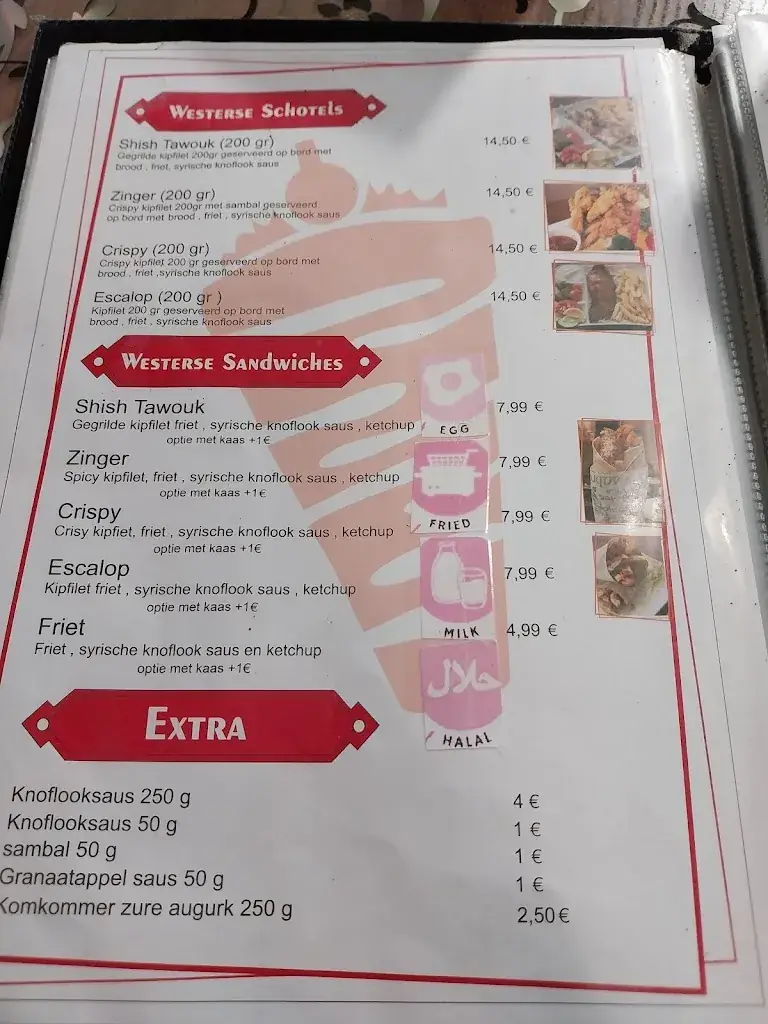 Westerse Schotels
Shish Tawouk (200 gr) 14,50 €
Gegrilde kipfilet 200gr geserveerd op bord met
brood , friet, syrische knoflook saus
Zinger (200 gr) 14,50 €
Crispy kipfilet 200gr met sambal geserveerd
op bord met brood , friet , syrische knoflook saus
Crispy (200 gr) 14,50 €
Crispy kipfilet 200 gr geserveerd op bord met
brood , friet ,syrische knoflook saus
Escalop (200 gr ) 14,50 €
Kipfilet 200 gr geserveerd op bord met
brood , friet , syrische knoflook saus
Westerse Sandwiches
Shish Tawouk 7,99 €
Gegrilde kipfilet friet , syrische knoflook saus , ketchup
optie met kaas +1€
EGG
Zinger 7,99 €
Spicy kipfilet, friet , syrische knoflook saus , ketchup
optie met kaas +1€
FRIED
Crispy 7,99 €
Crisy kipfiet, friet , syrische knoflook saus , ketchup
optie met kaas +1€
Escalop 7,99 €
Kipfilet friet , syrische knoflook saus , ketchup
optie met kaas +1€
MILK
Friet 4,99 €
Friet , syrische knoflook saus en ketchup
optie met kaas +1€
حلال
HALAL
Extra
Knoflooksaus 250 g 4 €
Knoflooksaus 50 g 1 €
sambal 50 g 1 €
Granaatappel saus 50 g 1 €
Komkommer zure augurk 250 g 2,50€